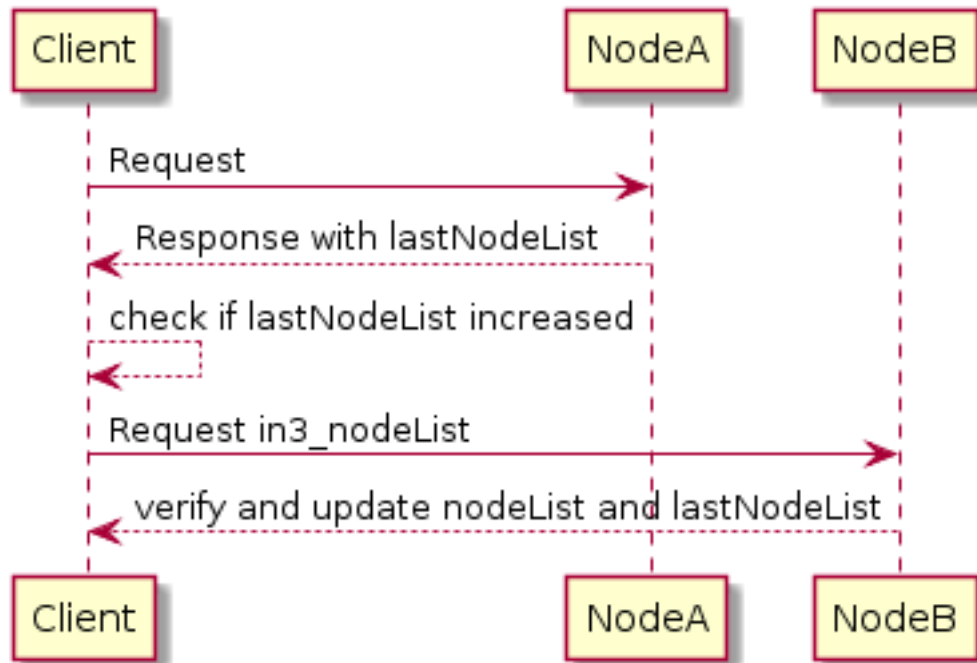 Client NodeA NodeB
Request
Response with lastNodeList
check if lastNodeList increased
Request in3_nodeList
verify and update nodeList and lastNodeList
Client NodeA NodeB